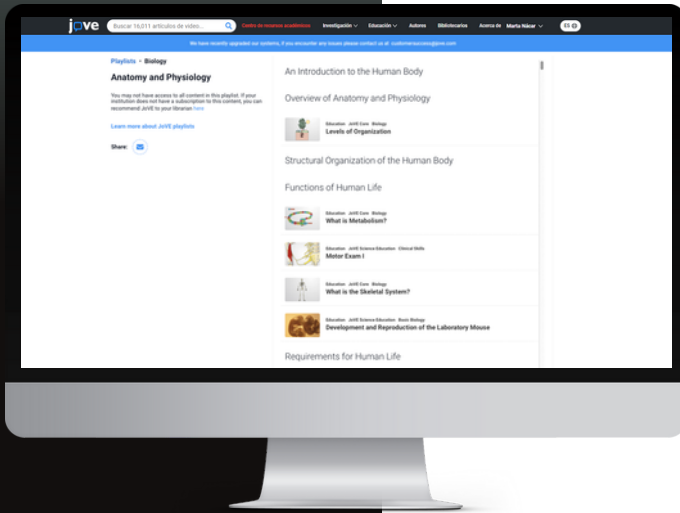 jove
Buscar 16,011 artículos de video...
Centro de recursos académicos
Investigación
Educación
Autores
Bibliotecarios
Acerca de
Marta Nácar
ES
We have recently upgraded our systems, if you encounter any issues please contact us at customersuccess@jove.com
Playlists • Biology
Anatomy and Physiology
You may not have access to all content in this playlist. If your
institution does not have a subscription to this content, you can
recommend JoVE to your librarian here
Learn more about JoVE playlists
Share:
An Introduction to the Human Body
Overview of Anatomy and Physiology
Education JoVE Core Biology
Levels of Organization
Structural Organization of the Human Body
Functions of Human Life
Education JoVE Core Biology
What is Metabolism?
Education JoVE Science Education Clinical Skills
Motor Exam I
Education JoVE Core Biology
What is the Skeletal System?
Education JoVE Science Education Basic Biology
Development and Reproduction of the Laboratory Mouse
Requirements for Human Life